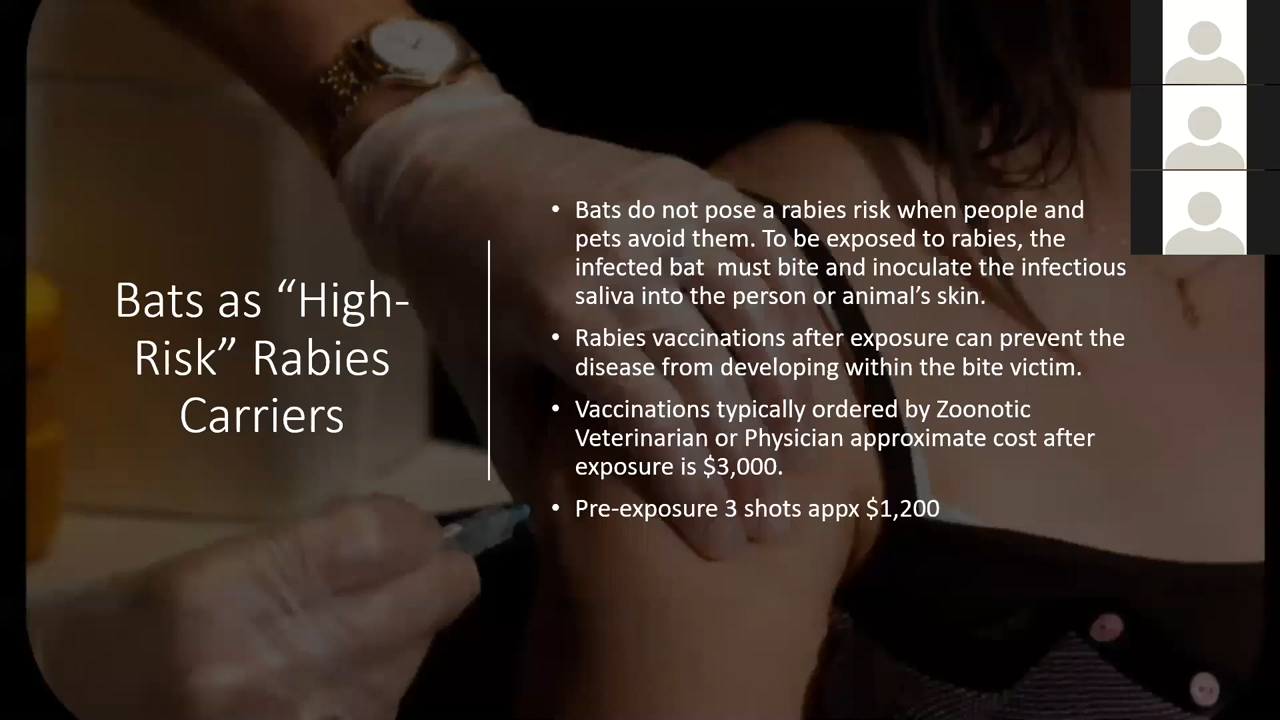 Bats as “High-
Risk” Rabies
Carriers
• Bats do not pose a rabies risk when people and
pets avoid them. To be exposed to rabies, the
infected bat  must bite and inoculate the infectious
saliva into the person or animal’s skin.
• Rabies vaccinations after exposure can prevent the
disease from developing within the bite victim.
• Vaccinations typically ordered by Zoonotic
Veterinarian or Physician approximate cost after
exposure is $3,000.
• Pre-exposure 3 shots appx $1,200